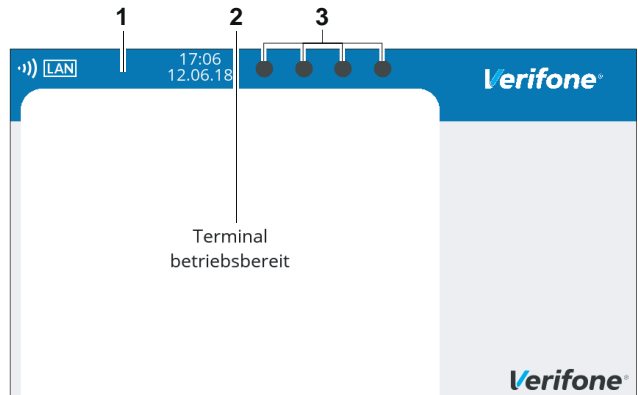 1 2 3
LAN
17:06
12.06.18
Verifone
Terminal
betriebsbereit
Verifone